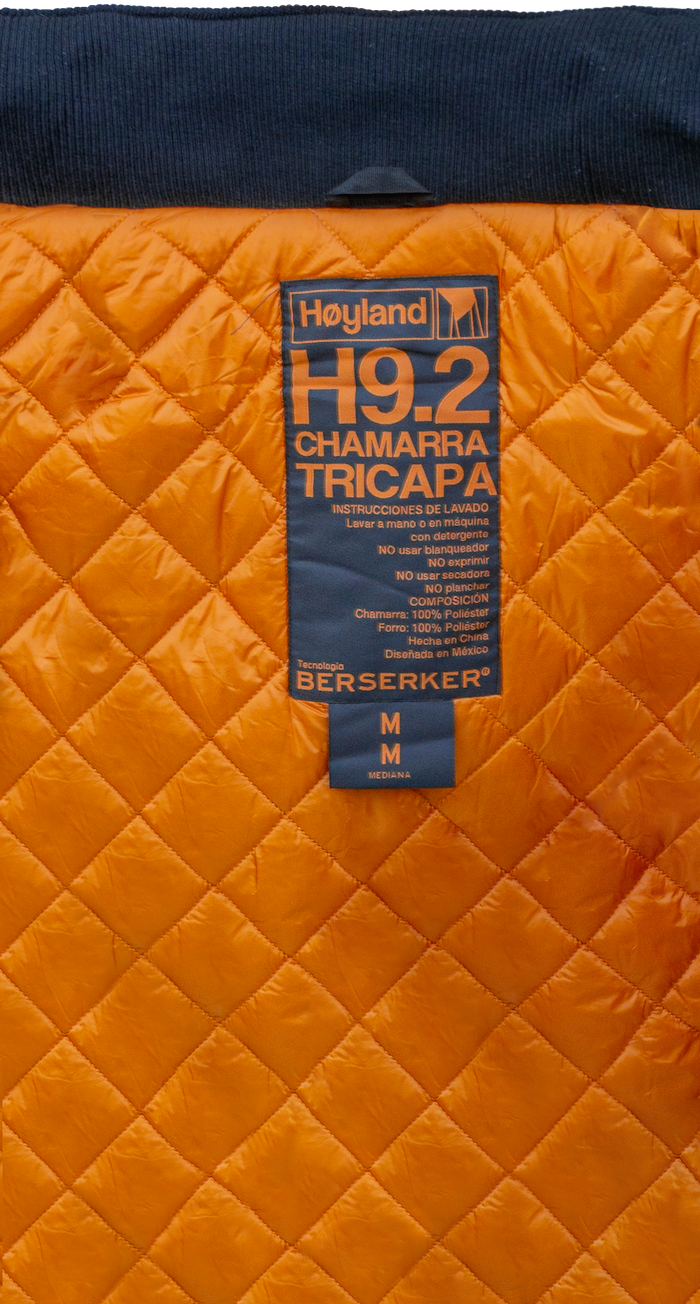 Høyland
H9.2
CHAMARRA
TRICAPA
INSTRUCCIONES DE LAVADO
Lavar a mano o en máquina
con detergente
NO usar blanqueador
NO exprimir
NO usar secadora
NO planchar
COMPOSICIÓN
Chamarra: 100% Poliéster
Forro: 100% Poliéster
Hecha en China
Diseñada en México
Tecnología
BERSERKER®
M
M
MEDIANA